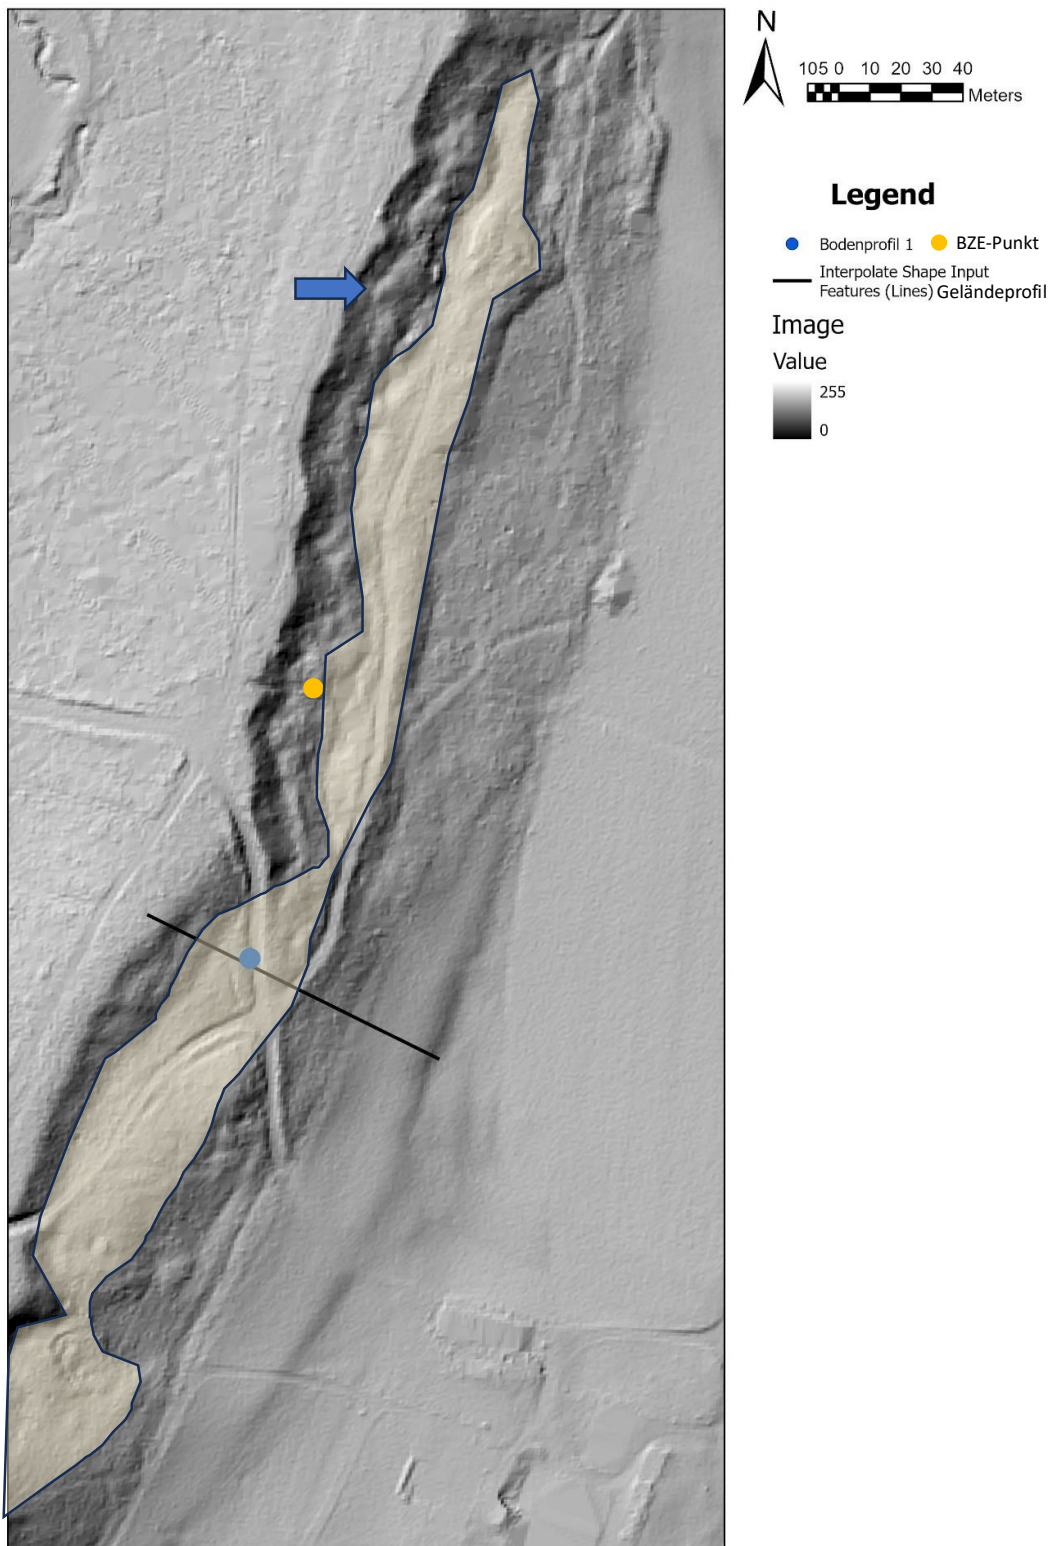 N
105 0 10 20 30 40
Meters
Legend
Bodenprofil 1 BZE-Punkt
Interpolate Shape Input
Features (Lines) Geländeprofil
Image
Value
255
0